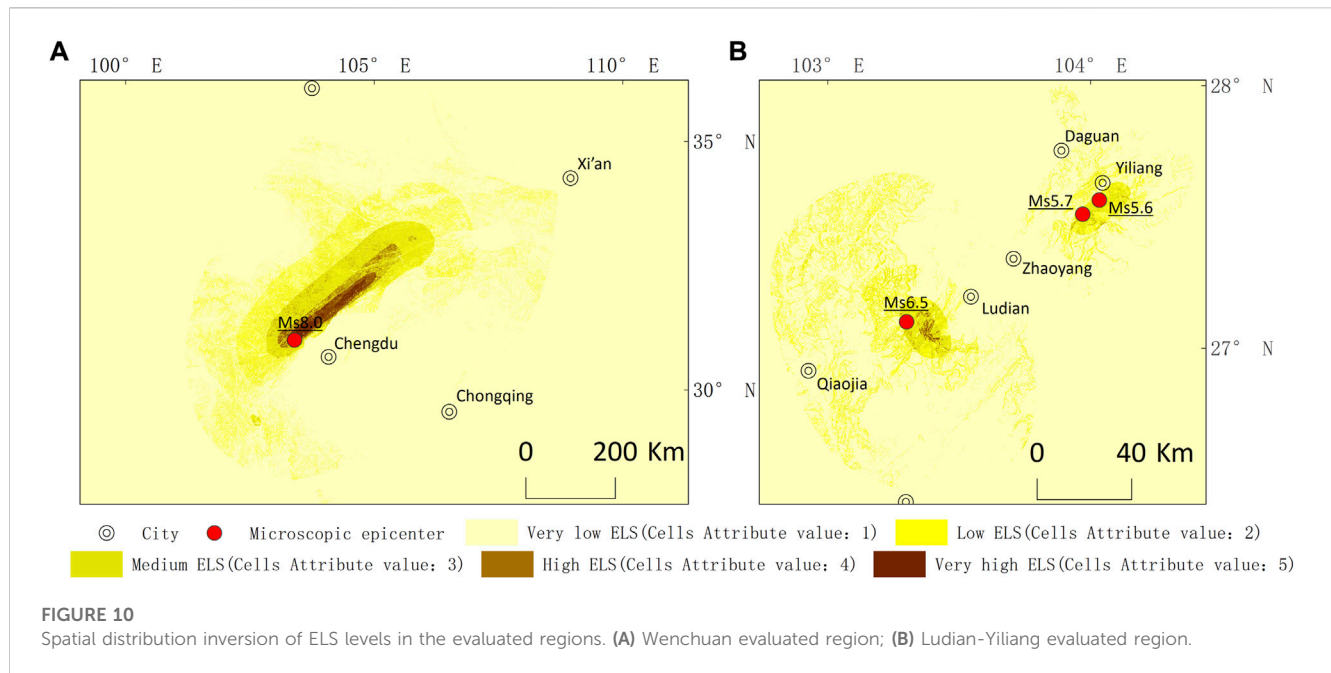 A
100° E 105° E 110° E
35° N
Xi'an
Ms8.0
Chengdu
30° N
Chongqing
0 200 Km
B
103° E 104° E
28° N
Daguan
Yiliang
Ms5.7
Ms5.6
Zhaoyang
Ms6.5
Ludian
27° N
Qiaojia
0 40 Km
City Microscopic epicenter Very low ELS(Cells Attribute value: 1) Low ELS(Cells Attribute value: 2)
Medium ELS(Cells Attribute value: 3) High ELS(Cells Attribute value: 4) Very high ELS(Cells Attribute value: 5)
FIGURE 10
Spatial distribution inversion of ELS levels in the evaluated regions. (A) Wenchuan evaluated region; (B) Ludian-Yiliang evaluated region.